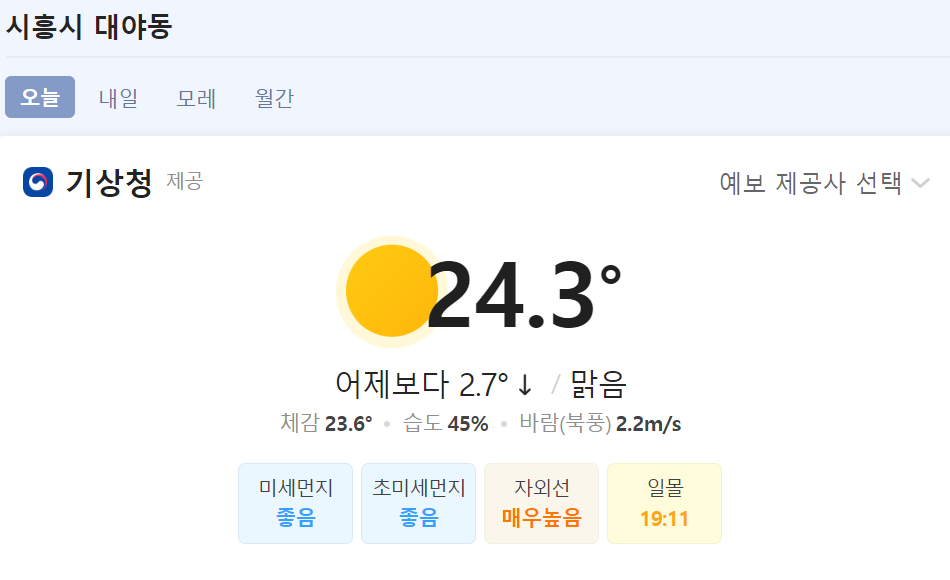 시흥시 대야동
오늘 내일 모레 월간
기상청 제공 예보 제공사 선택
24.3°
어제보다 2.7° ↓ / 맑음
체감 23.6° • 습도 45% • 바람(북풍) 2.2m/s
미세먼지 초미세먼지 자외선 일몰
좋음 좋음 매우높음 19:11